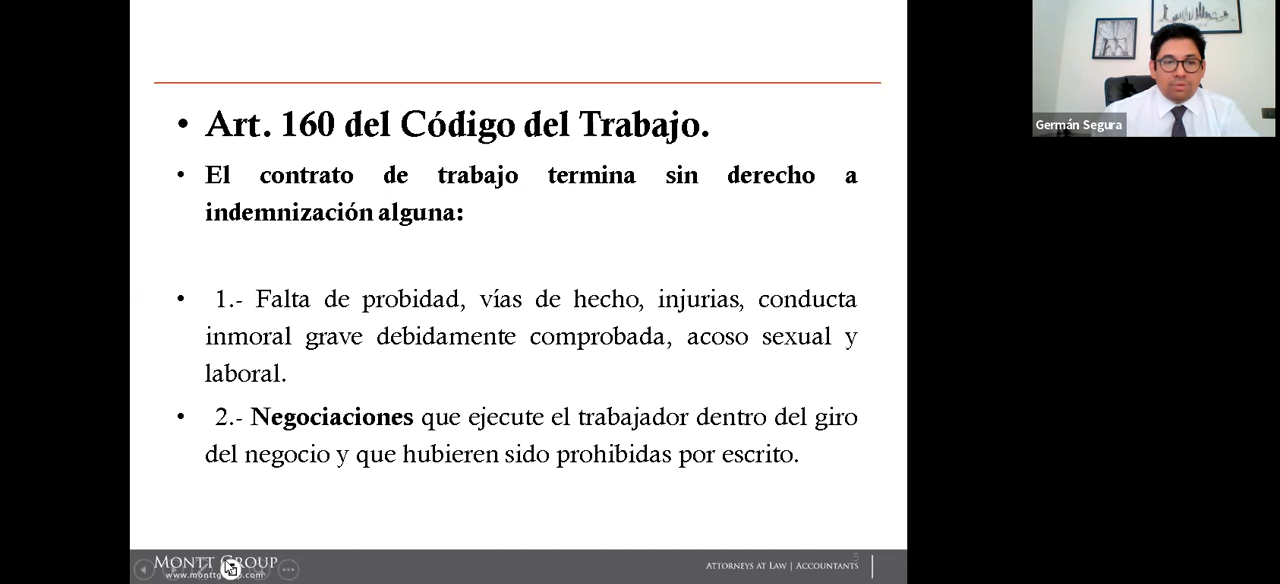 • Art. 160 del Código del Trabajo.
• El contrato de trabajo termina sin derecho a
indemnización alguna:
• 1.- Falta de probidad, vías de hecho, injurias, conducta
inmoral grave debidamente comprobada, acoso sexual y
laboral.
• 2.- Negociaciones que ejecute el trabajador dentro del giro
del negocio y que hubieren sido prohibidas por escrito.
Germán Segura
MONTT GROUP
ATTORNEYS AT LAW | ACCOUNTANTS
5